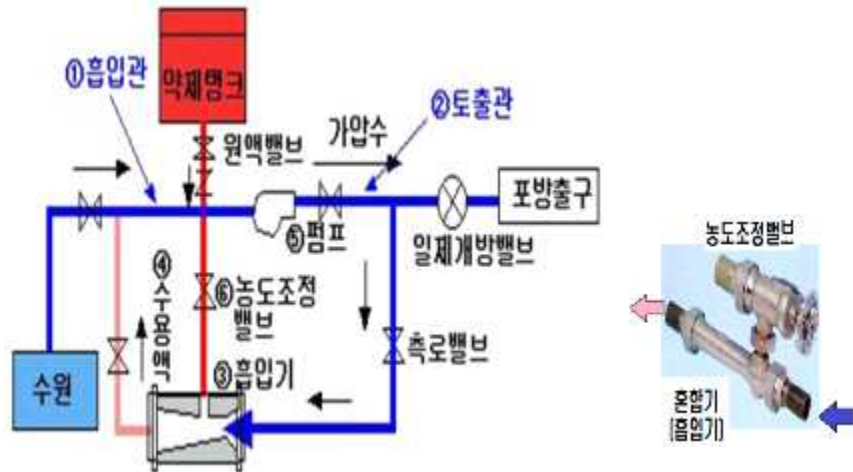 약제탱크
①흡입관
②토출관
가압수
원액밸브
포방출구
⑤펌프
일제개방밸브
④수용액
⑥농도조정
밸브
측로밸브
③흡입기
수원
농도조정밸브
혼합기
(흡입기)